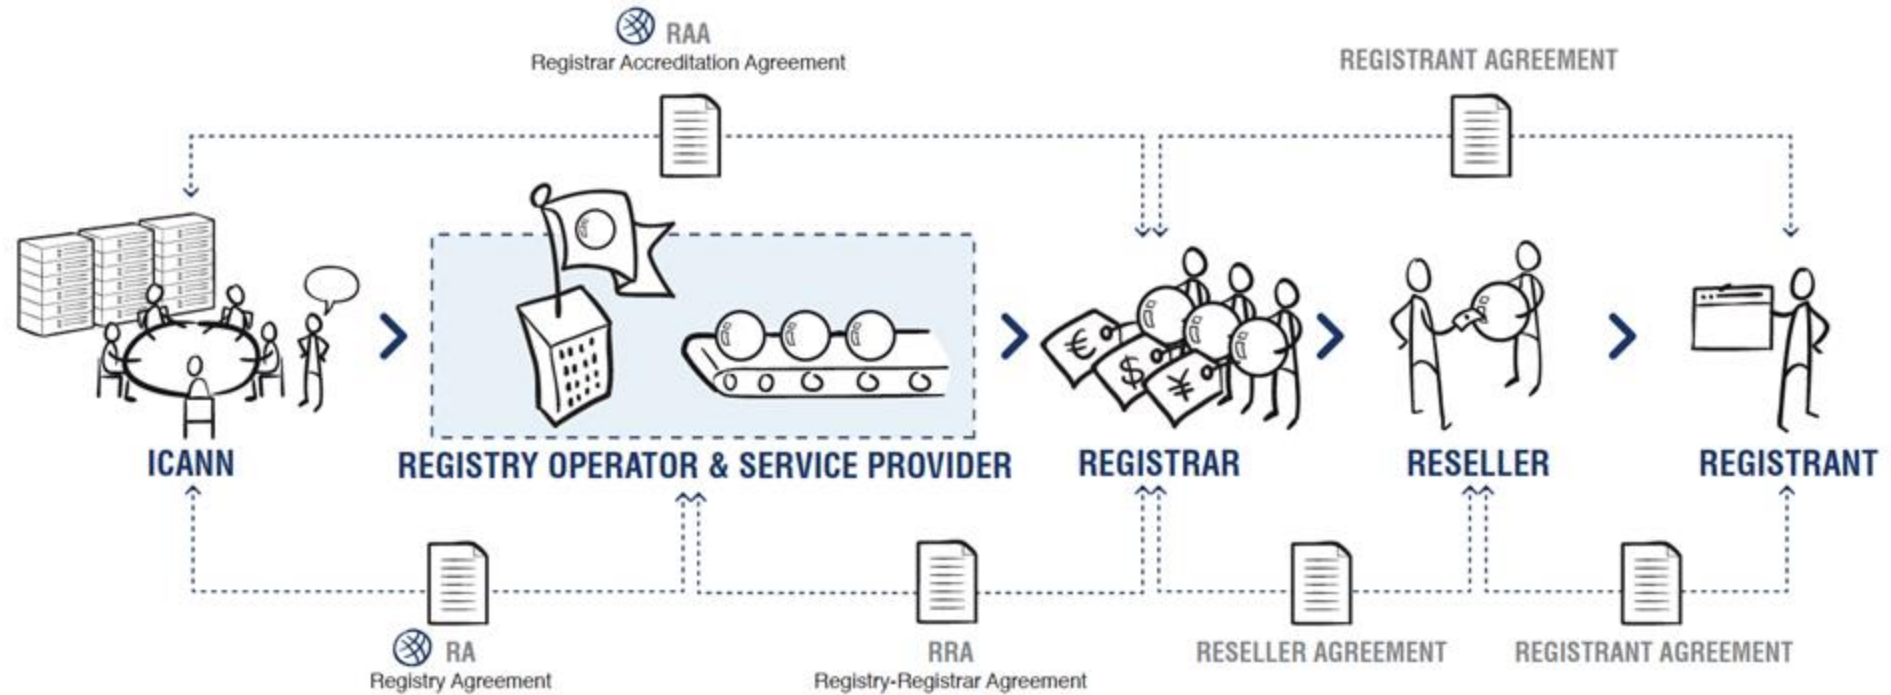 RAA
Registrar Accreditation Agreement
REGISTRANT AGREEMENT
€
$
¥
ICANN
REGISTRY OPERATOR & SERVICE PROVIDER
REGISTRAR
RESELLER
REGISTRANT
RA
Registry Agreement
RRA
Registry-Registrar Agreement
RESELLER AGREEMENT
REGISTRANT AGREEMENT